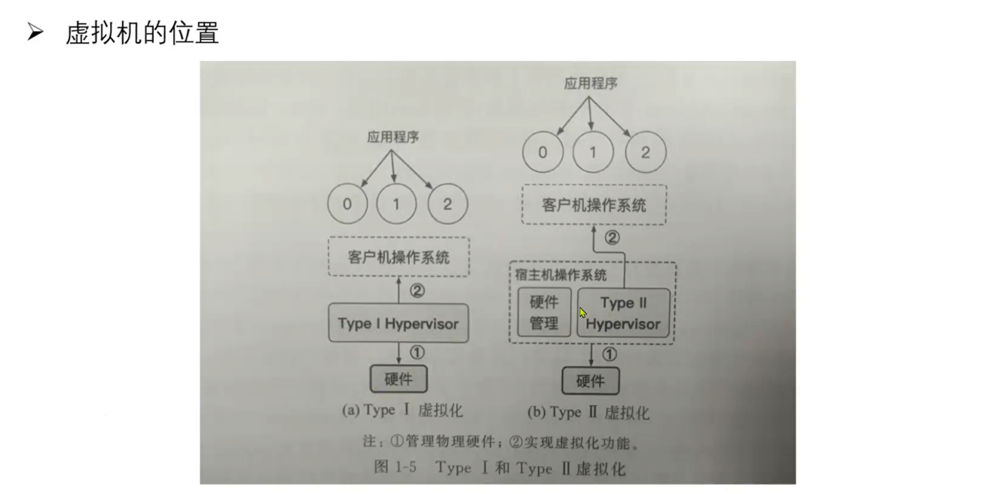 虚拟机的位置
应用程序
0 1 2
客户机操作系统
②
Type I Hypervisor
①
硬件
(a) Type Ⅰ 虚拟化
应用程序
0 1 2
客户机操作系统
②
宿主机操作系统
硬件
管理
Type II
Hypervisor
①
硬件
(b) Type Ⅱ 虚拟化
注：①管理物理硬件；②实现虚拟化功能。
图 1-5 Type Ⅰ和 Type Ⅱ虚拟化